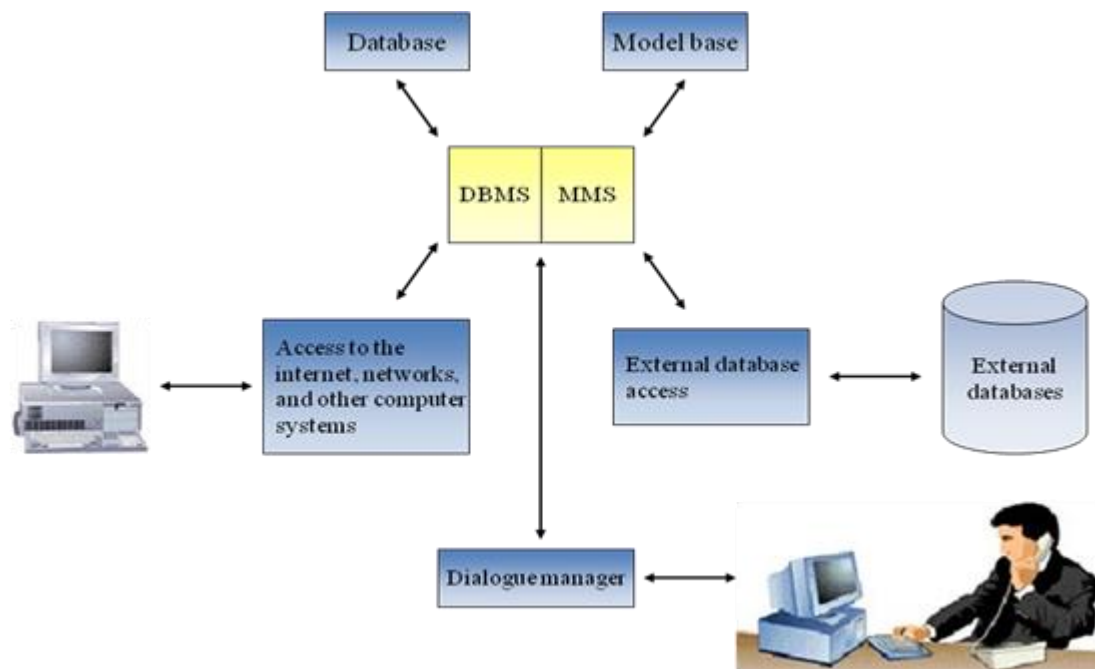 Database
Model base
DBMS
MMS
Access to the
internet, networks,
and other computer
systems
External database
access
External
databases
Dialogue manager